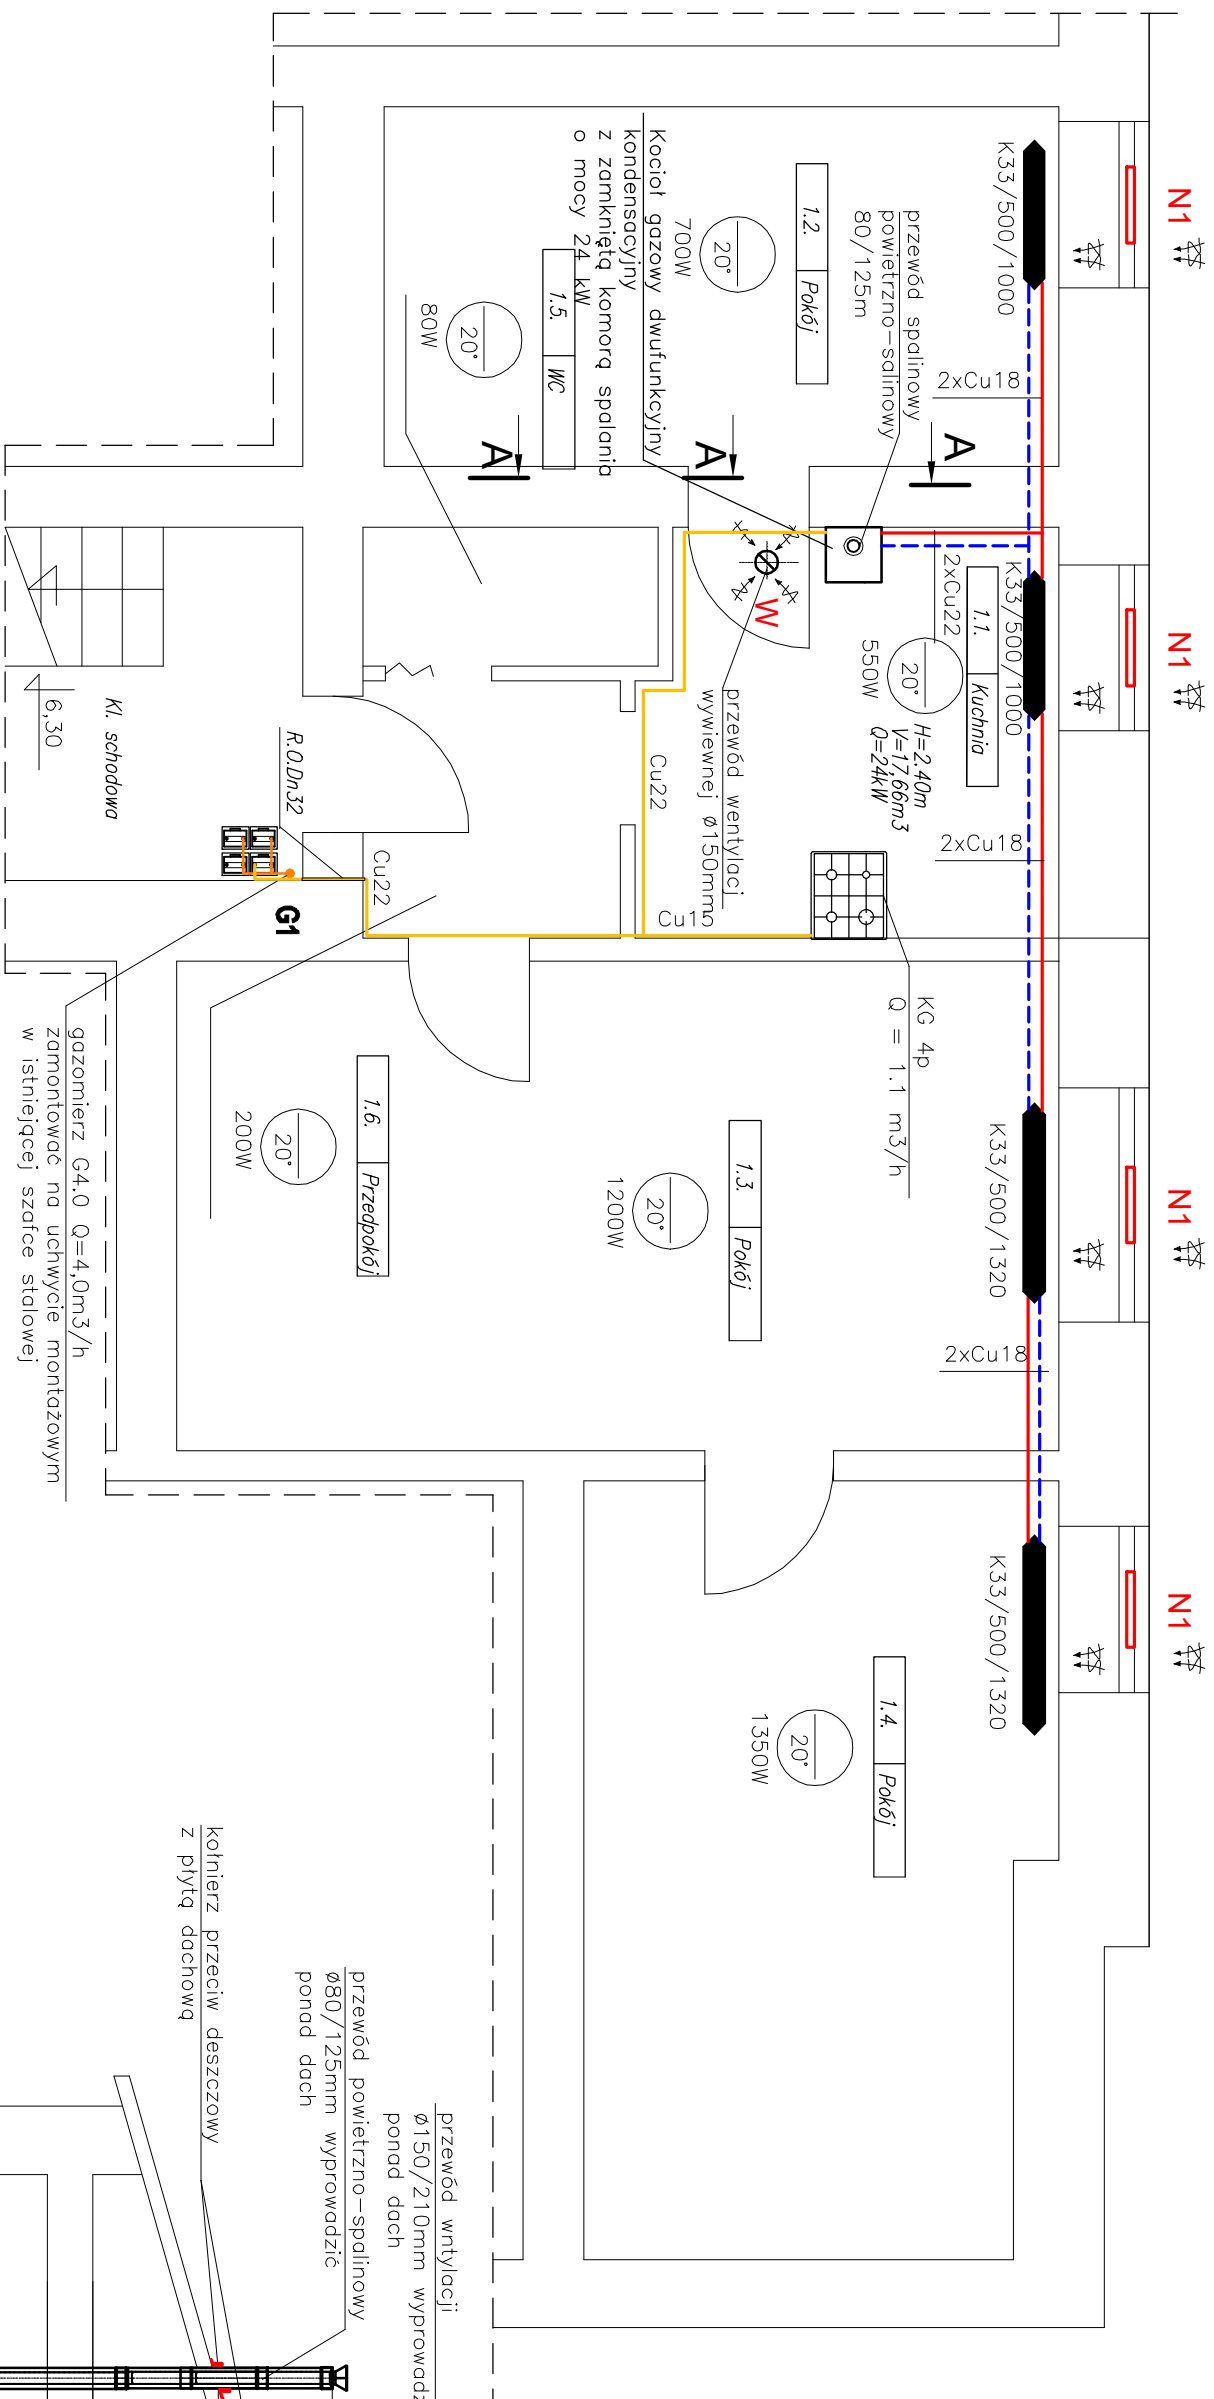 N1
N1
N1
N1
K33/500/1000
K33/500/1000
K33/500/1320
K33/500/1320
2xCu18
2xCu18
2xCu18
2xCu22
przewód spalinowy
powietrzno-salinowy
80/125m
1.2. Pokój
20°
700W
Kocioł gazowy dwufunkcyjny
kondensacyjny
z zamkniętą komorą spalania
o mocy 24 kW
1.5. WC
20°
80W
A
A
A
1.1. Kuchnia
20°
550W
H=2.40m
V=17,66m3
Q=24kW
W
przewód wentylacj
wywiewnej ø150mm
Cu22
Cu15
Cu22
KG 4p
Q = 1.1 m3/h
1.3. Pokój
20°
1200W
1.6. Przedpokój
20°
200W
1.4. Pokój
20°
1350W
R.O.Dn32
Kl. schodowa
6,30
G1
gazomierz G4.0 Q=4,0m3/h
zamontować na uchwycie montażowym
w istniejącej szafce stalowej
przewód wntylacji
ø150/210mm wyprowadz
ponad dach
przewód powietrzno-spalinowy
ø80/125mm wyprowadzić
ponad dach
kołnierz przeciw deszczowy
z płytą dachową